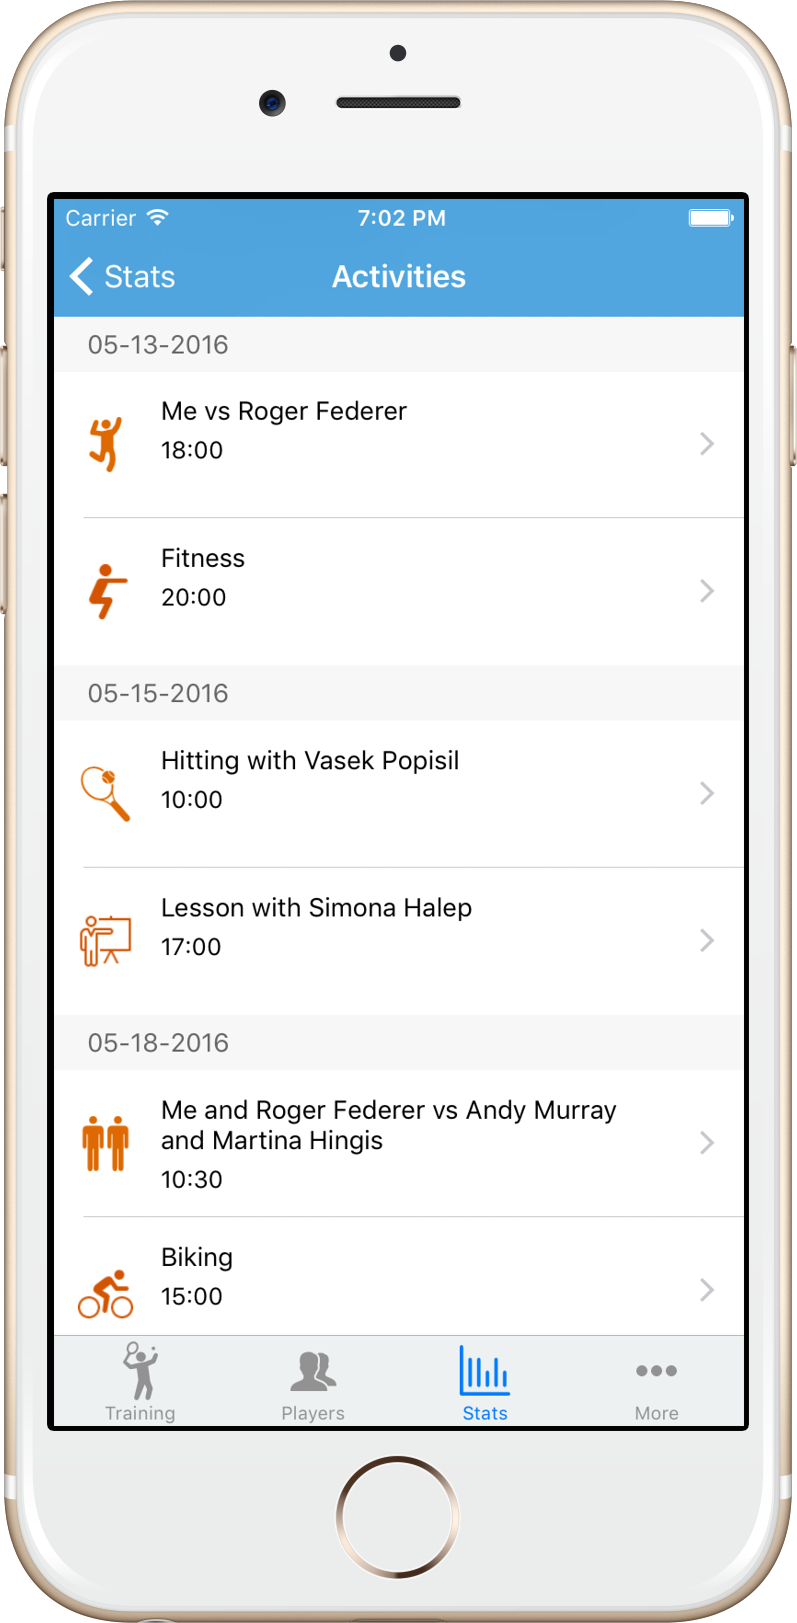 Carrier 7:02 PM
Stats Activities
05-13-2016
Me vs Roger Federer
18:00
Fitness
20:00
05-15-2016
Hitting with Vasek Popisil
10:00
Lesson with Simona Halep
17:00
05-18-2016
Me and Roger Federer vs Andy Murray
and Martina Hingis
10:30
Biking
15:00
Training Players Stats More